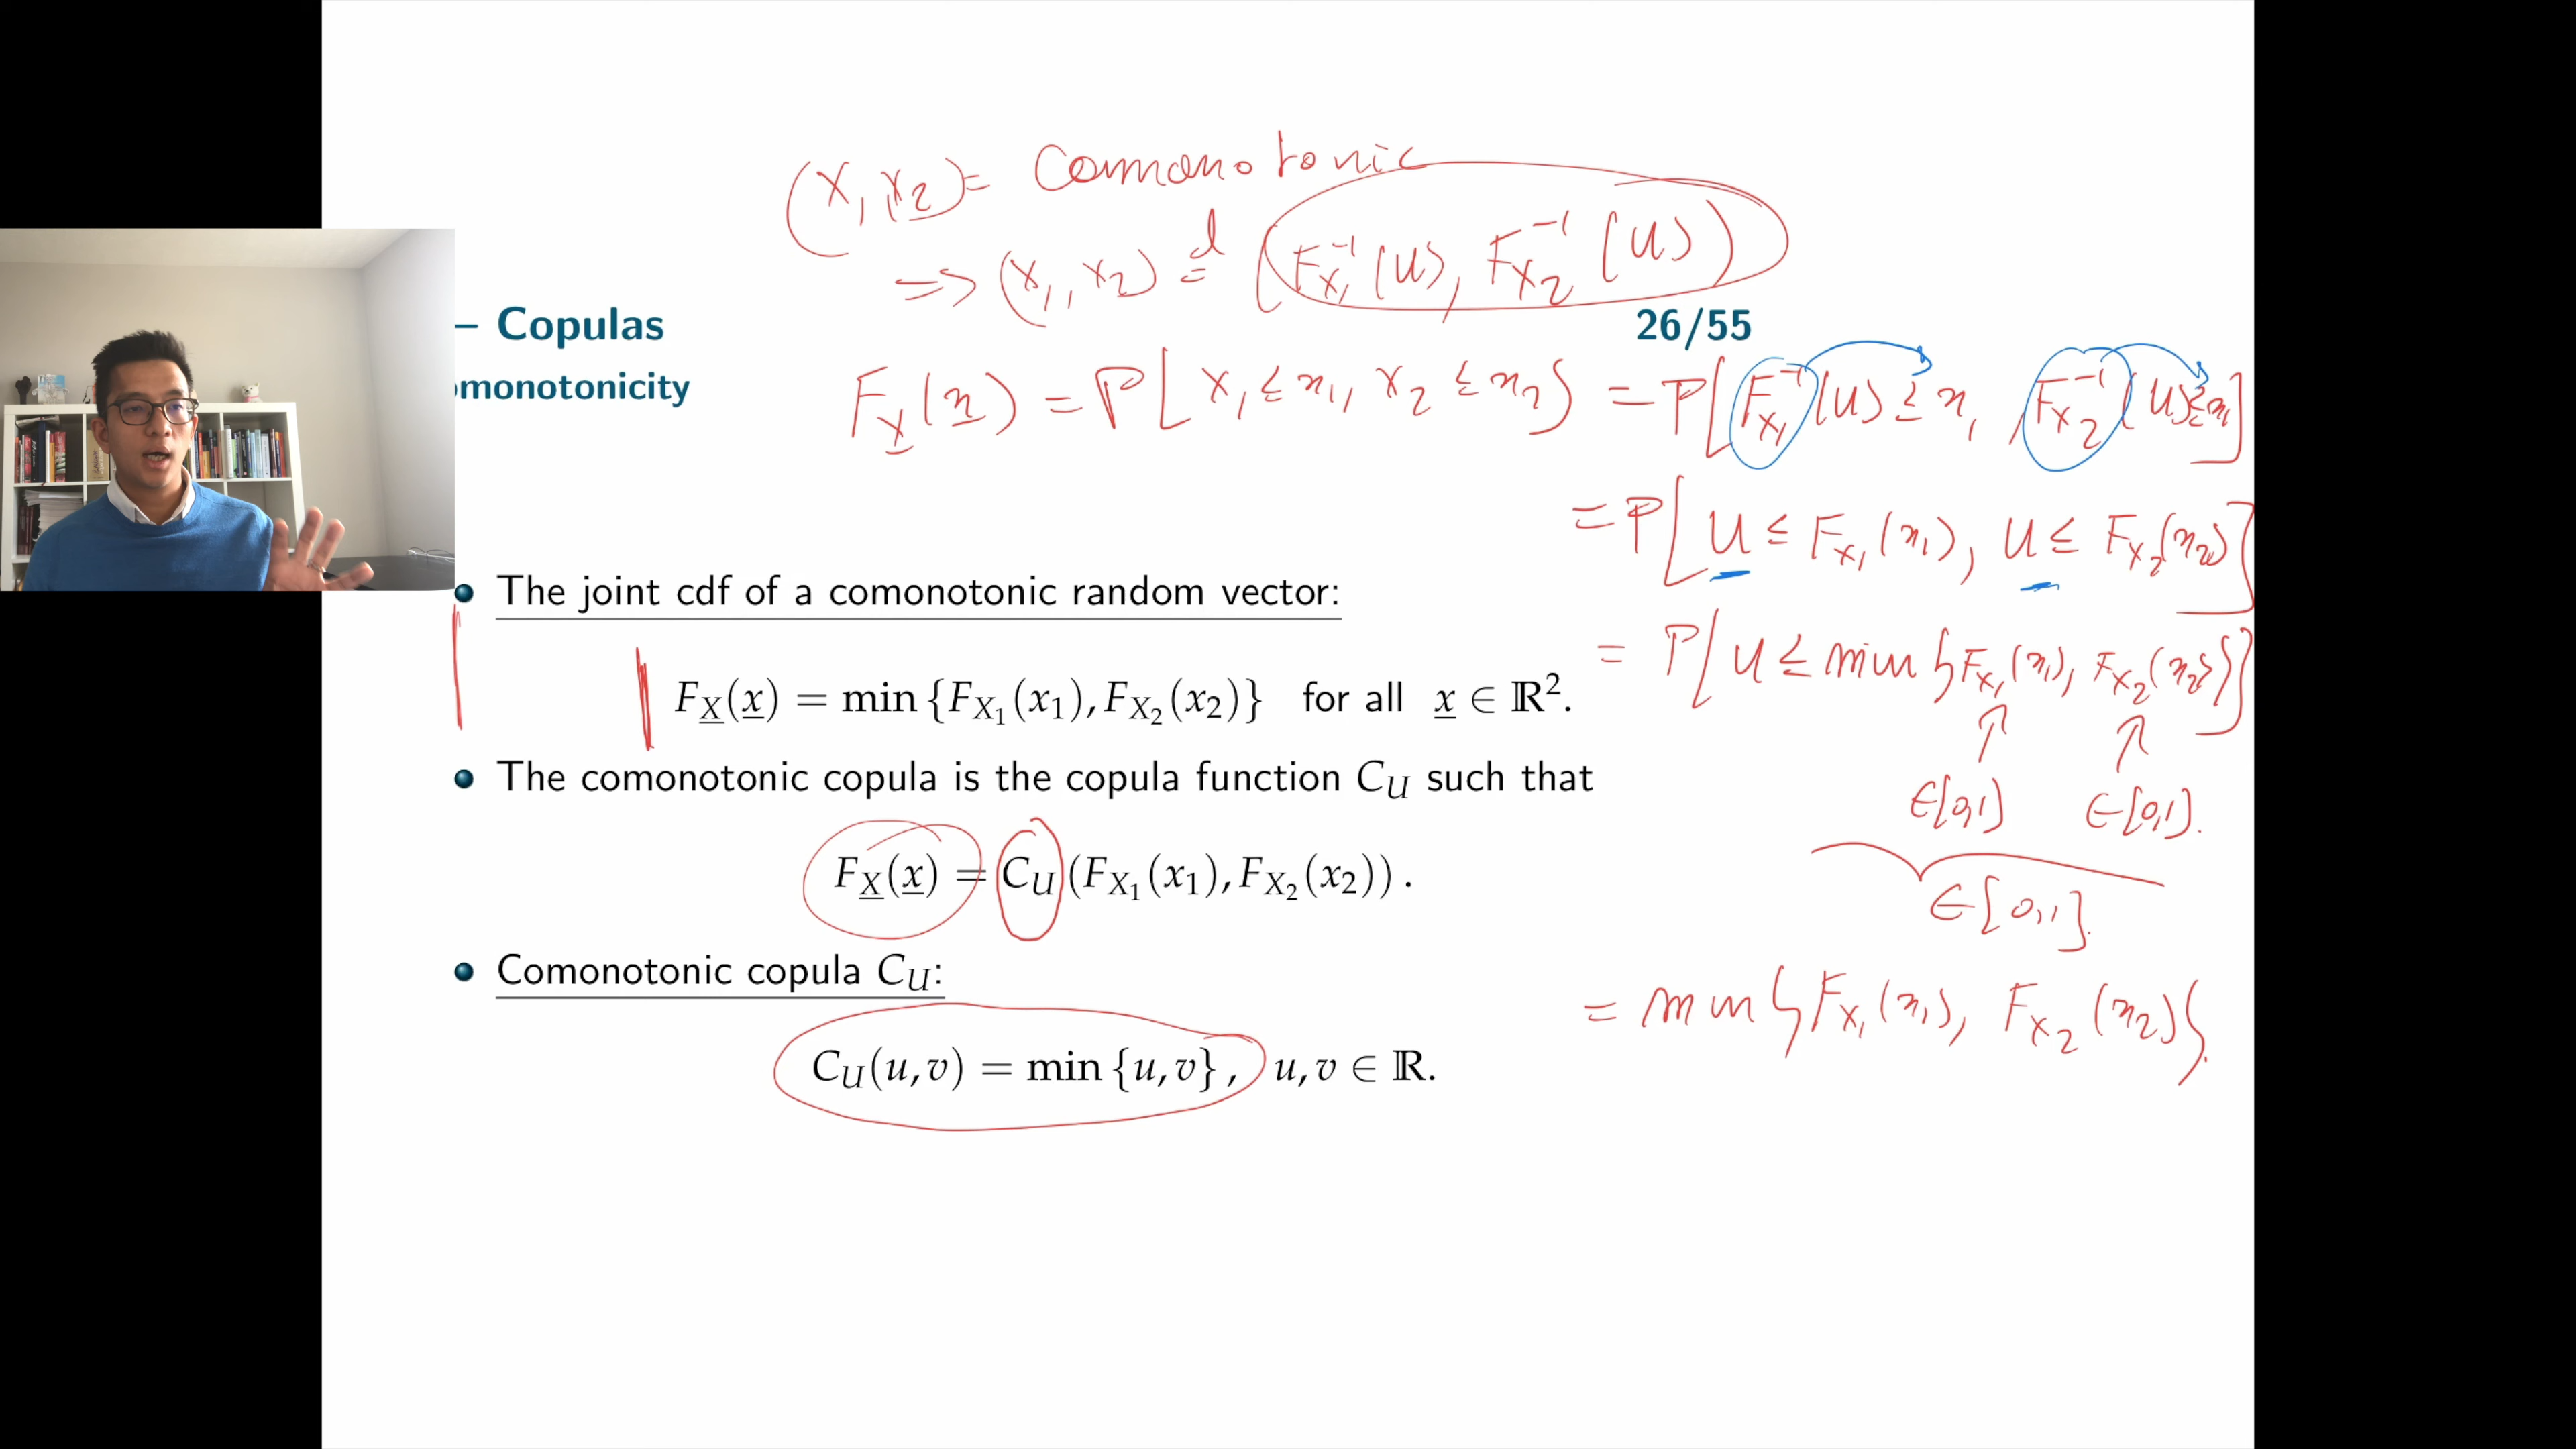 (X₁, X₂) = Comonotonic
=> (X₁, X₂) =ᵈ (F_X₁⁻¹(U), F_X₂⁻¹(U))
– Copulas 26/55
omonotonicity
F_X(x) = P[X₁ ≤ x₁, X₂ ≤ x₂] = P[F_X₁⁻¹(U) ≤ x₁, F_X₂⁻¹(U) ≤ x₂]
= P[U ≤ F_X₁(x₁), U ≤ F_X₂(x₂)]
The joint cdf of a comonotonic random vector:
= P[U ≤ min{F_X₁(x₁), F_X₂(x₂)}]
F_X(x) = min {F_X₁(x₁), F_X₂(x₂)} for all x ∈ ℝ².
The comonotonic copula is the copula function C_U such that
∈[0,1] ∈[0,1].
F_X(x) = C_U (F_X₁(x₁), F_X₂(x₂)) .
∈[0,1].
Comonotonic copula C_U:
= min{F_X₁(x₁), F_X₂(x₂)}.
C_U(u, v) = min {u, v} , u, v ∈ ℝ.